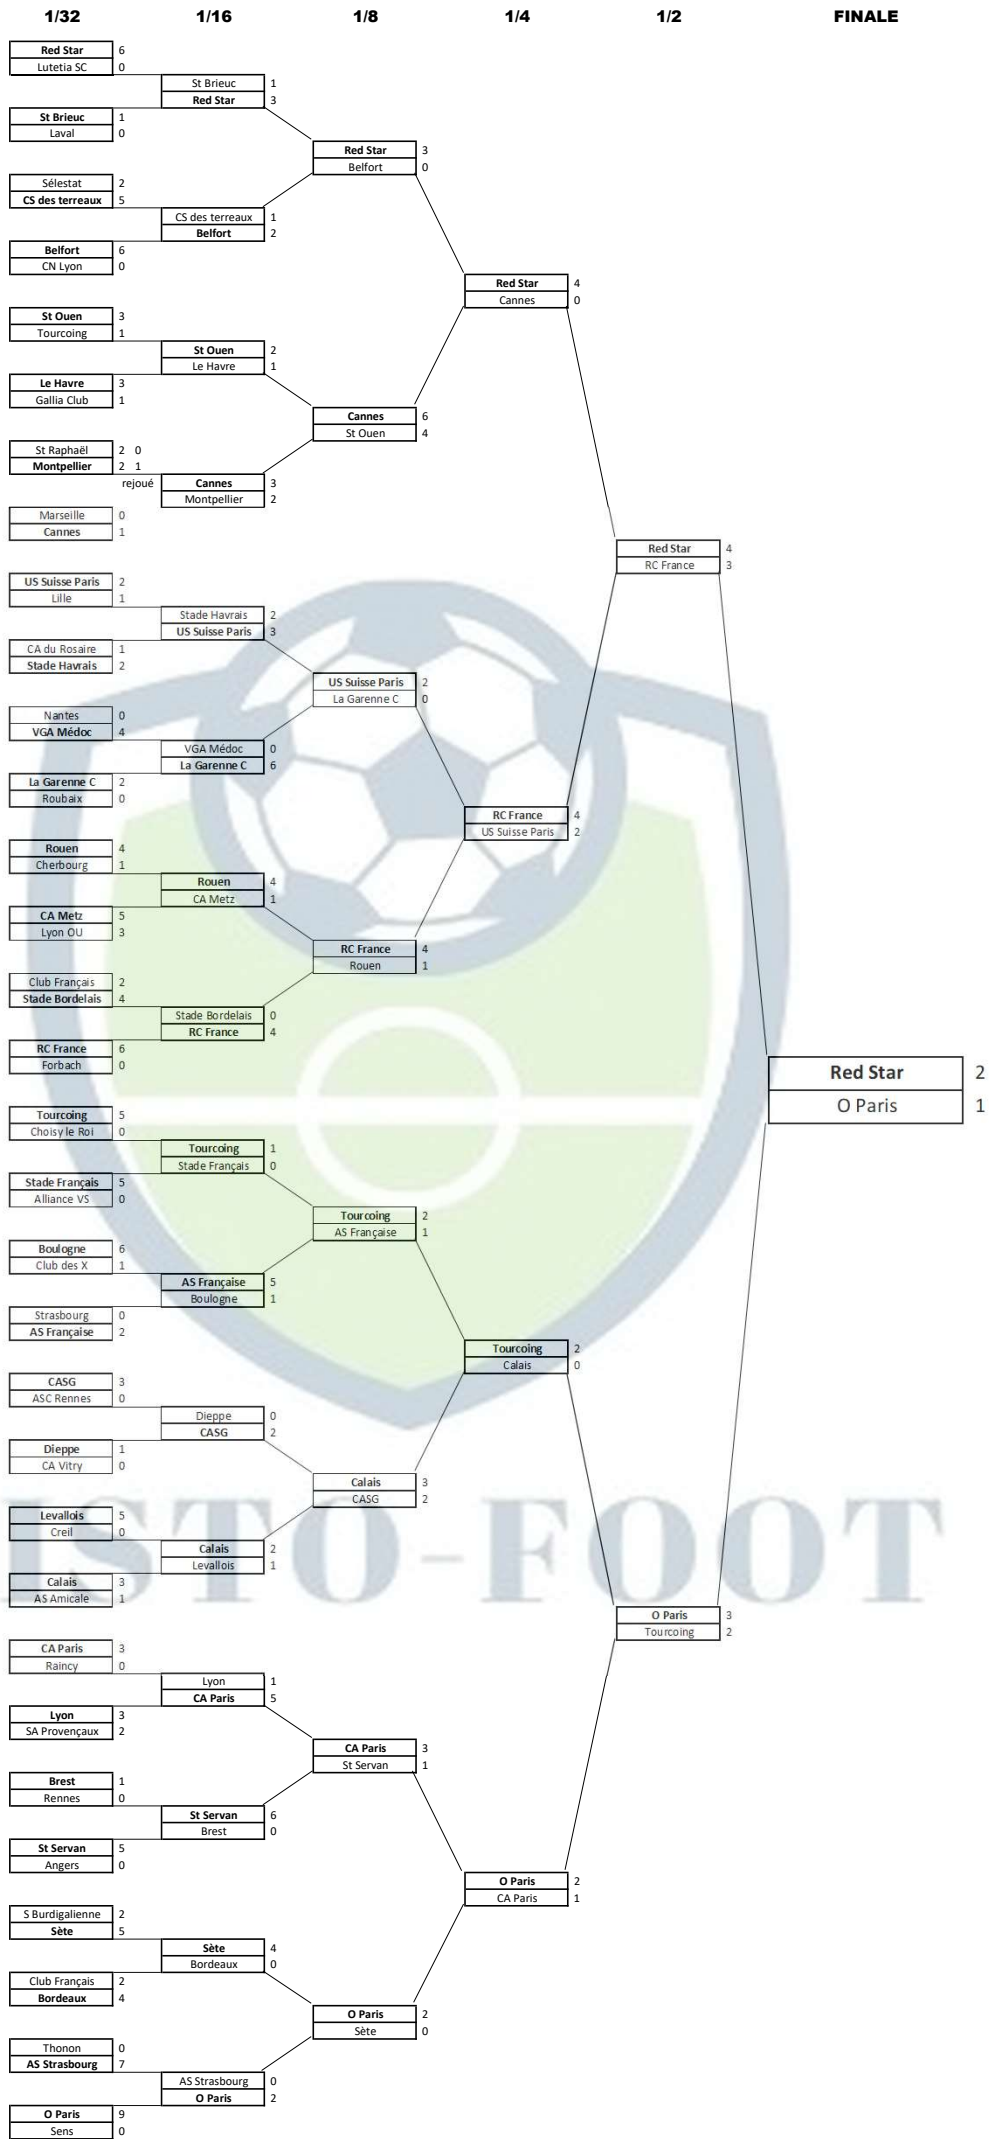 1/32 1/16 1/8 1/4 1/2 FINALE
Red Star 6
Lutetia SC 0
St Brieuc 1
Red Star 3
St Brieuc 1
Laval 0
Red Star 3
Belfort 0
Sélestat 2
CS des terreaux 5
CS des terreaux 1
Belfort 2
Belfort 6
CN Lyon 0
Red Star 4
Cannes 0
St Ouen 3
Tourcoing 1
St Ouen 2
Le Havre 1
Le Havre 3
Gallia Club 1
Cannes 6
St Ouen 4
St Raphaël 2 0
Montpellier 2 1
rejoué
Cannes 3
Montpellier 2
Marseille 0
Cannes 1
Red Star 4
RC France 3
US Suisse Paris 2
Lille 1
Stade Havrais 2
US Suisse Paris 3
CA du Rosaire 1
Stade Havrais 2
US Suisse Paris 2
La Garenne C 0
Nantes 0
VGA Médoc 4
VGA Médoc 0
La Garenne C 6
La Garenne C 2
Roubaix 0
RC France 4
US Suisse Paris 2
Rouen 4
Cherbourg 1
Rouen 4
CA Metz 1
CA Metz 5
Lyon OU 3
RC France 4
Rouen 1
Club Français 2
Stade Bordelais 4
Stade Bordelais 0
RC France 4
RC France 6
Forbach 0
Red Star 2
O Paris 1
Tourcoing 5
Choisy le Roi 0
Tourcoing 1
Stade Français 0
Stade Français 5
Alliance VS 0
Tourcoing 2
AS Française 1
Boulogne 6
Club des X 1
AS Française 5
Boulogne 1
Strasbourg 0
AS Française 2
Tourcoing 2
Calais 0
CASG 3
ASC Rennes 0
Dieppe 0
CASG 2
Dieppe 1
CA Vitry 0
Calais 3
CASG 2
Levallois 5
Creil 0
Calais 2
Levallois 1
Calais 3
AS Amicale 1
ISTO-FOOT
O Paris 3
Tourcoing 2
CA Paris 3
Raincy 0
Lyon 1
CA Paris 5
Lyon 3
SA Provençaux 2
CA Paris 3
St Servan 1
Brest 1
Rennes 0
St Servan 6
Brest 0
St Servan 5
Angers 0
O Paris 2
CA Paris 1
S Burdigalienne 2
Sète 5
Sète 4
Bordeaux 0
Club Français 2
Bordeaux 4
O Paris 2
Sète 0
Thonon 0
AS Strasbourg 7
AS Strasbourg 0
O Paris 2
O Paris 9
Sens 0